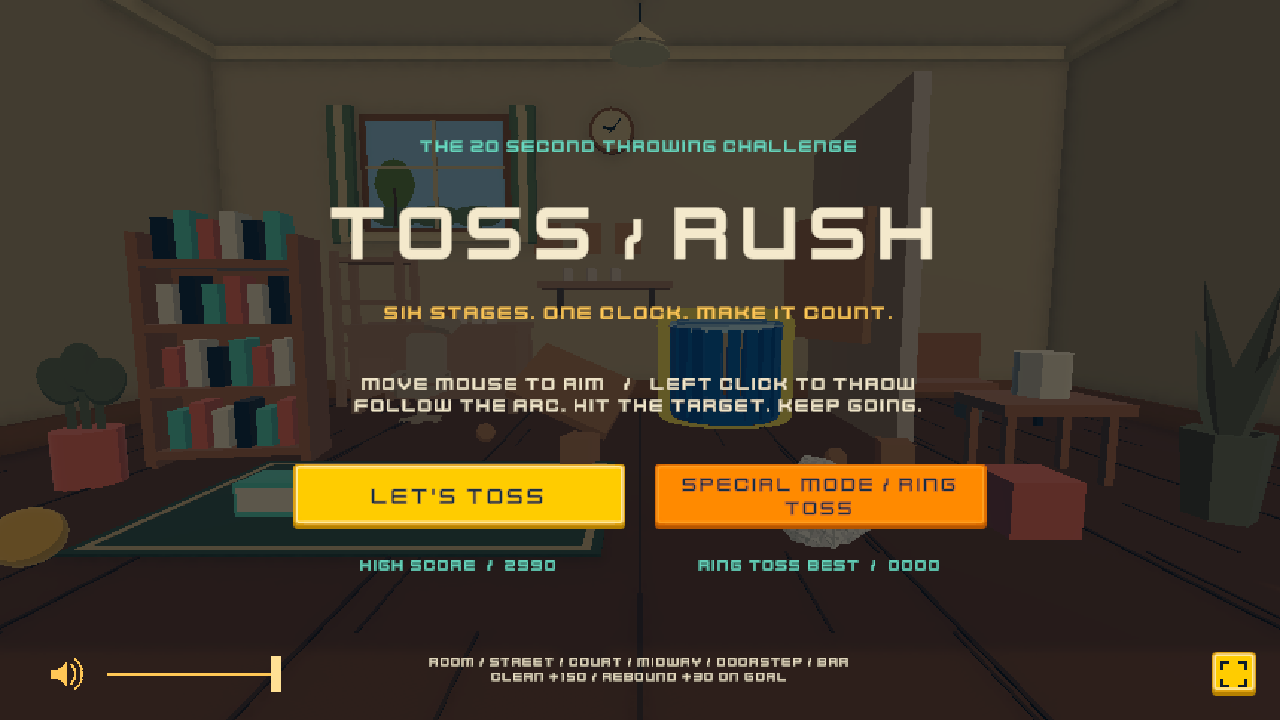 THE 20 SECOND THROWING CHALLENGE
TOSS / RUSH
SIX STAGES. ONE CLOCK. MAKE IT COUNT.
MOVE MOUSE TO AIM / LEFT CLICK TO THROW
FOLLOW THE ARC. HIT THE TARGET. KEEP GOING.
LET'S TOSS
SPECIAL MODE / RING
TOSS
HIGH SCORE / 2990
RING TOSS BEST / 0000
ROOM / STREET / COURT / MIDWAY / DOORSTEP / BAR
CLEAN +150 / REBOUND +30 ON GOAL